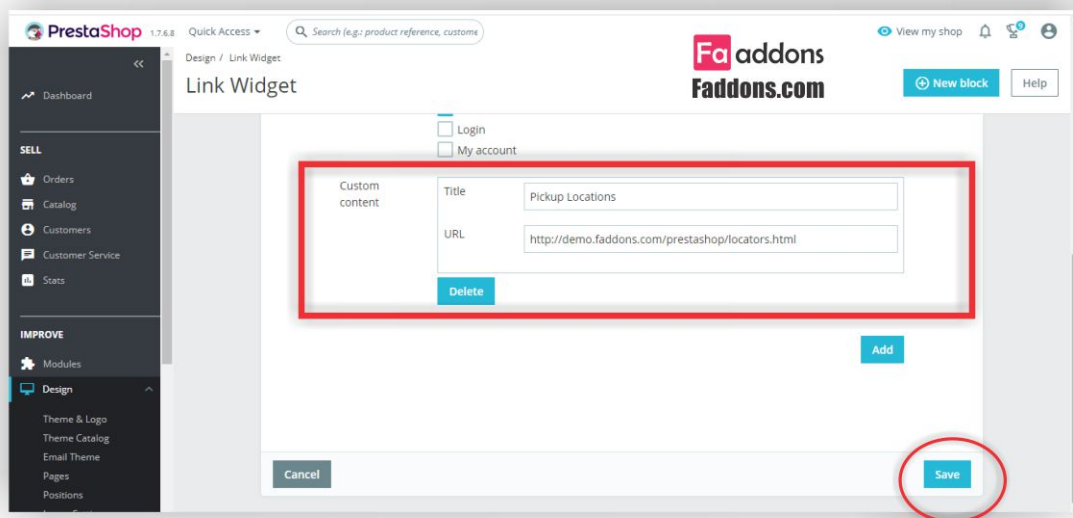 PrestaShop 1.7.6.8 Quick Access Search (e.g.: product reference, custome View my shop
Design / Link Widget
Link Widget
Fa addons
Faddons.com
New block Help
Dashboard
SELL
Orders
Catalog
Customers
Customer Service
Stats
IMPROVE
Modules
Design
Theme & Logo
Theme Catalog
Email Theme
Pages
Positions
Login
My account
Custom content
Title Pickup Locations
URL http://demo.faddons.com/prestashop/locators.html
Delete
Add
Cancel Save